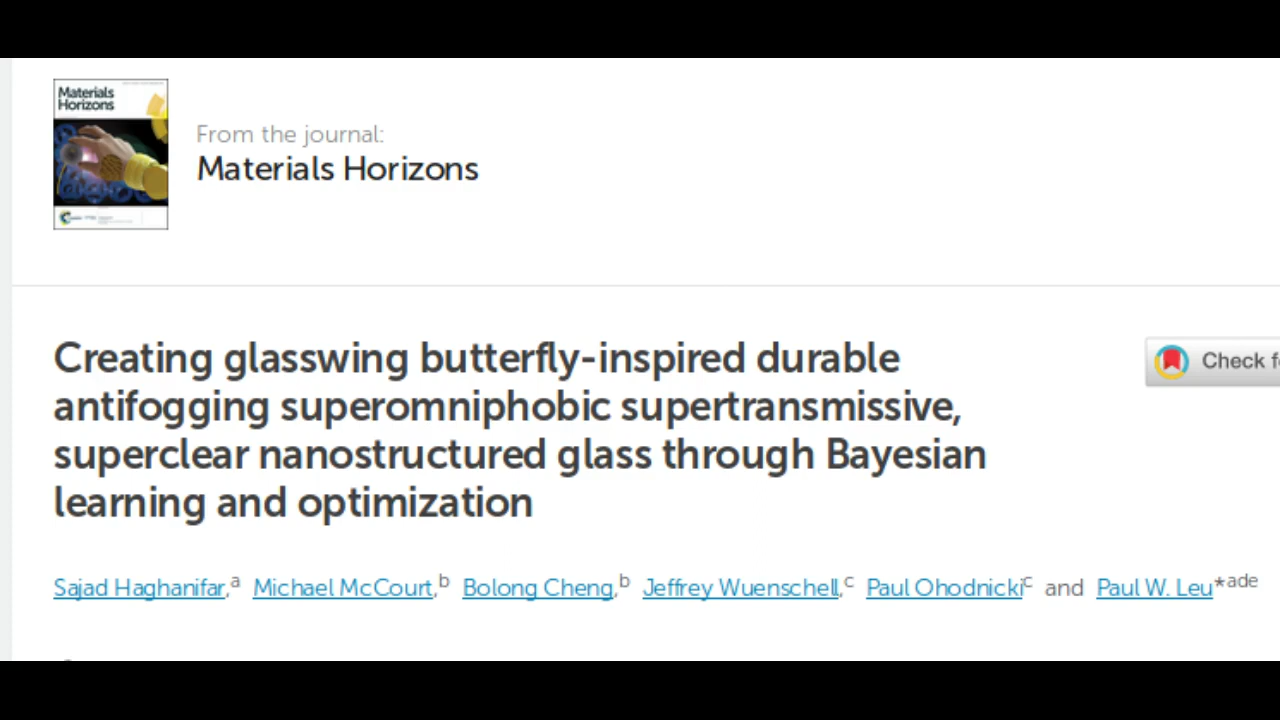 Materials
Horizons
From the journal:
Materials Horizons
Creating glasswing butterfly-inspired durable
antifogging superomniphobic supertransmissive,
superclear nanostructured glass through Bayesian
learning and optimization
Check f
Sajad Haghanifar,a Michael McCourt,b Bolong Cheng,b Jeffrey Wuenschell,c Paul Ohodnickic and Paul W. Leu*ade